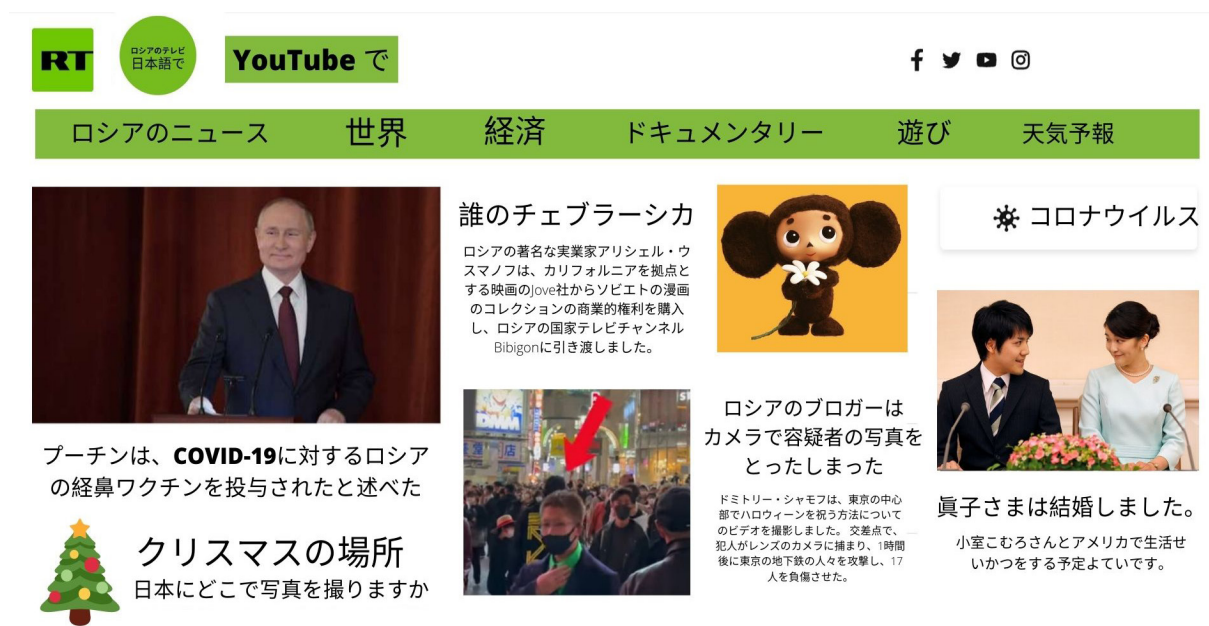 RT
ロシアのテレビ
日本語で
YouTube で
ロシアのニュース 世界 経済 ドキュメンタリー 遊び 天気予報
プーチンは、COVID-19に対するロシア
の経鼻ワクチンを投与されたと述べた
クリスマスの場所
日本にどこで写真を撮りますか
誰のチェブラーシカ
ロシアの著名な実業家アリシェル・ウ
スマノフは、カリフォルニアを拠点と
する映画のJove社からソビエトの漫画
のコレクションの商業的権利を購入
し、ロシアの国家テレビチャンネル
Bibigonに引き渡しました。
DMM
ロシアのブロガーは
カメラで容疑者の写真を
とったしまった
ドミトリー・シャモフは、東京の中心
部でハロウィーンを祝う方法について
のビデオを撮影しました。 交差点で、
犯人がレンズのカメラに捕まり、1時間
後に東京の地下鉄の人々を攻撃し、17
人を負傷させた。
コロナウイルス
眞子さまは結婚しました。
小室こむろさんとアメリカで生活せ
いかつをする予定よていです。